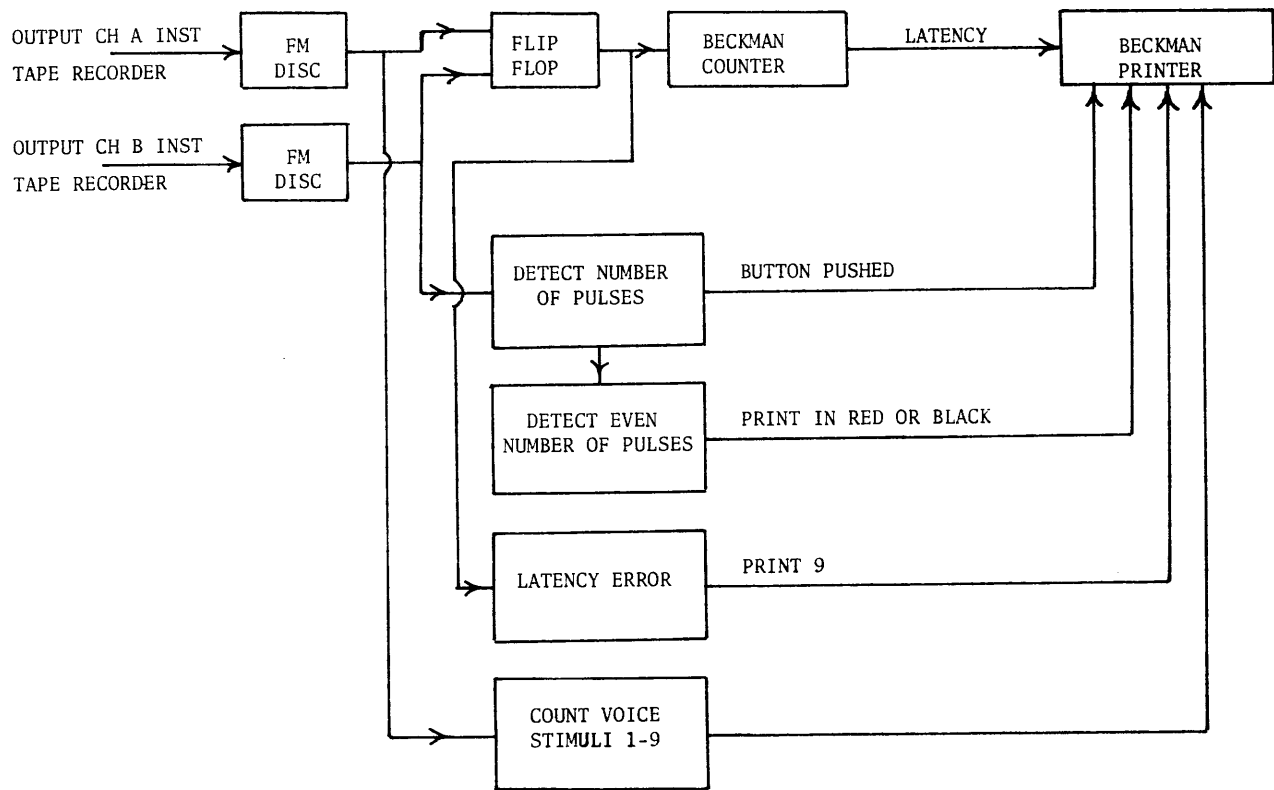 OUTPUT CH A INST
TAPE RECORDER
FM
DISC
FLIP
FLOP
BECKMAN
COUNTER
LATENCY
BECKMAN
PRINTER
OUTPUT CH B INST
TAPE RECORDER
FM
DISC
DETECT NUMBER
OF PULSES
BUTTON PUSHED
DETECT EVEN
NUMBER OF PULSES
PRINT IN RED OR BLACK
LATENCY ERROR
PRINT 9
COUNT VOICE
STIMULI 1-9